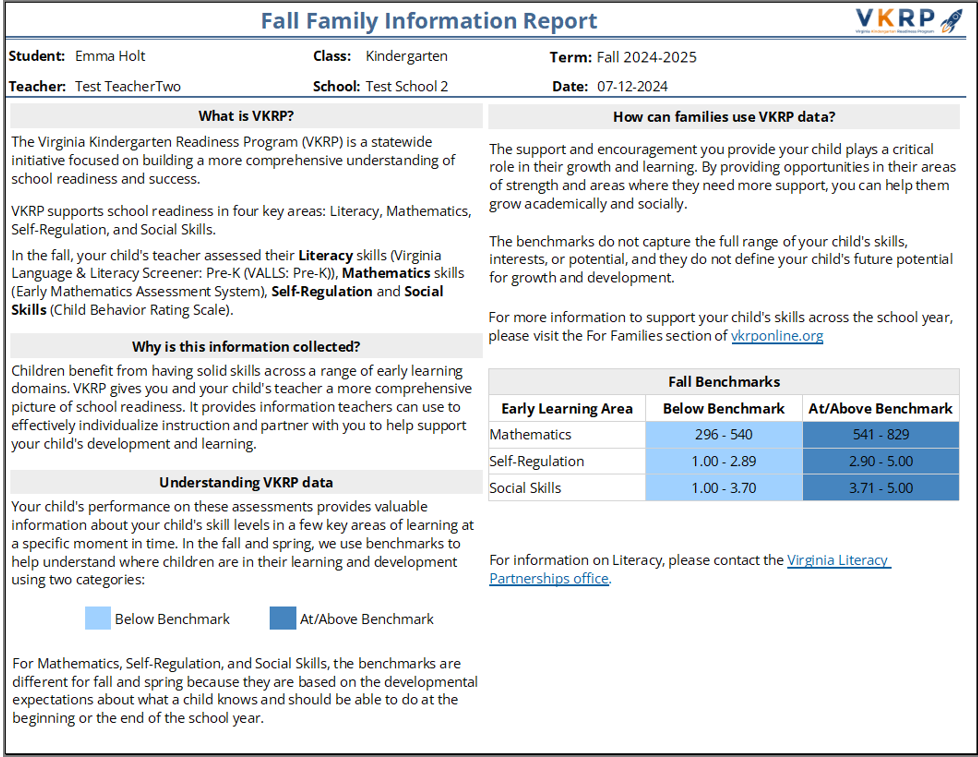 Fall Family Information Report
VKRP
Virginia Kindergarten Readiness Program
Student: Emma Holt
Class: Kindergarten
Term: Fall 2024-2025
Teacher: Test TeacherTwo
School: Test School 2
Date: 07-12-2024
What is VKRP?
The Virginia Kindergarten Readiness Program (VKRP) is a statewide
initiative focused on building a more comprehensive understanding of
school readiness and success.
VKRP supports school readiness in four key areas: Literacy, Mathematics,
Self-Regulation, and Social Skills.
In the fall, your child's teacher assessed their Literacy skills (Virginia
Language & Literacy Screener: Pre-K (VALLS: Pre-K)), Mathematics skills
(Early Mathematics Assessment System), Self-Regulation and Social
Skills (Child Behavior Rating Scale).
Why is this information collected?
Children benefit from having solid skills across a range of early learning
domains. VKRP gives you and your child's teacher a more comprehensive
picture of school readiness. It provides information teachers can use to
effectively individualize instruction and partner with you to help support
your child's development and learning.
Understanding VKRP data
Your child's performance on these assessments provides valuable
information about your child's skill levels in a few key areas of learning at
a specific moment in time. In the fall and spring, we use benchmarks to
help understand where children are in their learning and development
using two categories:
Below Benchmark
At/Above Benchmark
For Mathematics, Self-Regulation, and Social Skills, the benchmarks are
different for fall and spring because they are based on the developmental
expectations about what a child knows and should be able to do at the
beginning or the end of the school year.
How can families use VKRP data?
The support and encouragement you provide your child plays a critical
role in their growth and learning. By providing opportunities in their areas
of strength and areas where they need more support, you can help them
grow academically and socially.
The benchmarks do not capture the full range of your child's skills,
interests, or potential, and they do not define your child's future potential
for growth and development.
For more information to support your child's skills across the school year,
please visit the For Families section of vkrponline.org
Fall Benchmarks
Early Learning Area Below Benchmark At/Above Benchmark
Mathematics 296 - 540 541 - 829
Self-Regulation 1.00 - 2.89 2.90 - 5.00
Social Skills 1.00 - 3.70 3.71 - 5.00
For information on Literacy, please contact the Virginia Literacy
Partnerships office.